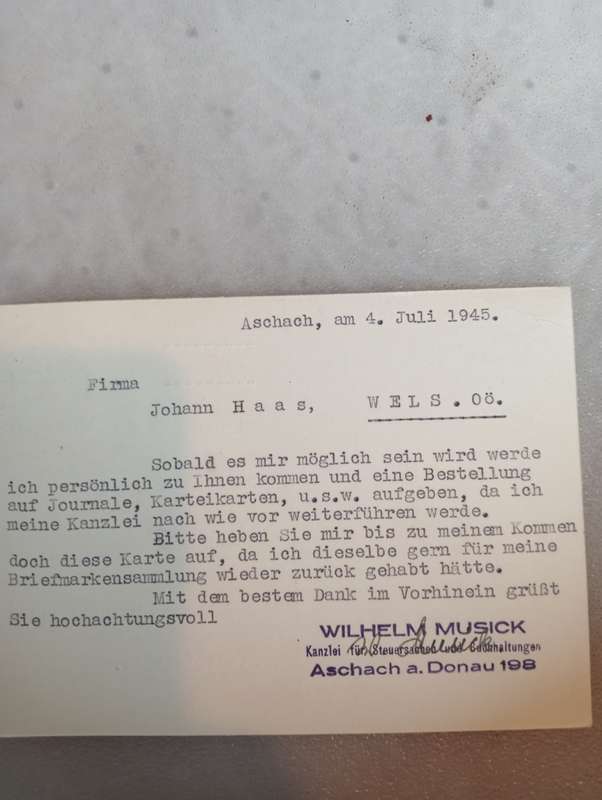 Aschach, am 4. Juli 1945.
Firma
Johann H a a s, W E L S . OÖ.
Sobald es mir möglich sein wird werde
ich persönlich zu Ihnen kommen und eine Bestellung
auf Journale, Karteikarten, u.s.w. aufgeben, da ich
meine Kanzlei nach wie vor weiterführen werde.
Bitte heben Sie mir bis zu meinem Kommen
doch diese Karte auf, da ich dieselbe gern für meine
Briefmarkensammlung wieder zurück gehabt hätte.
Mit dem bestem Dank im Vorhinein grüßt
Sie hochachtungsvoll
WILHELM MUSICK
Kanzlei für Steuersachen und Buchhaltungen
Aschach a. Donau 198